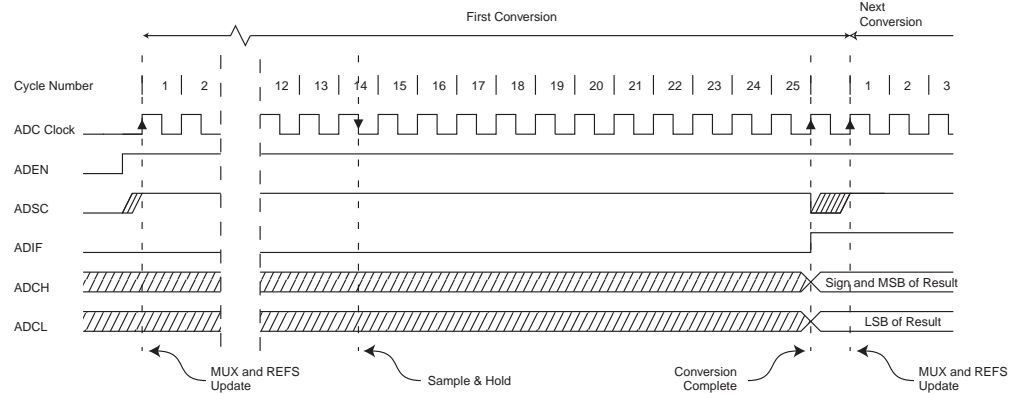 First Conversion
Next
Conversion
Cycle Number 1 2 12 13 14 15 16 17 18 19 20 21 22 23 24 25 1 2 3
ADC Clock
ADEN
ADSC
ADIF
ADCH Sign and MSB of Result
ADCL LSB of Result
MUX and REFS
Update
Sample & Hold
Conversion
Complete
MUX and REFS
Update